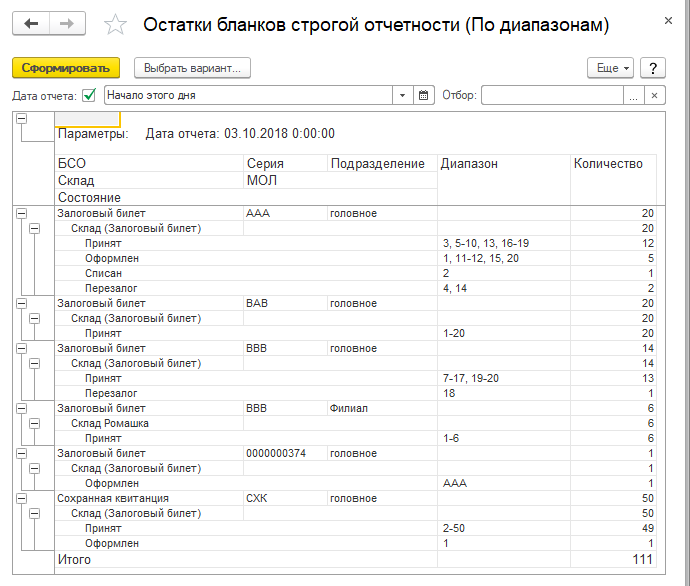 Остатки бланков строгой отчетности (По диапазонам)
Сформировать Выбрать вариант... Еще ?
Дата отчета: Начало этого дня Отбор: ...
Параметры: Дата отчета: 03.10.2018 0:00:00
БСО Серия Подразделение Диапазон Количество
Склад МОЛ
Состояние
Залоговый билет ААА головное 20
Склад (Залоговый билет) 20
Принят 3, 5-10, 13, 16-19 12
Оформлен 1, 11-12, 15, 20 5
Списан 2 1
Перезалог 4, 14 2
Залоговый билет ВАВ головное 20
Склад (Залоговый билет) 20
Принят 1-20 20
Залоговый билет ВВВ головное 14
Склад (Залоговый билет) 14
Принят 7-17, 19-20 13
Перезалог 18 1
Залоговый билет ВВВ Филиал 6
Склад Ромашка 6
Принят 1-6 6
Залоговый билет 0000000374 головное 1
Склад (Залоговый билет) 1
Оформлен ААА 1
Сохранная квитанция СХК головное 50
Склад (Залоговый билет) 50
Принят 2-50 49
Оформлен 1 1
Итого 111